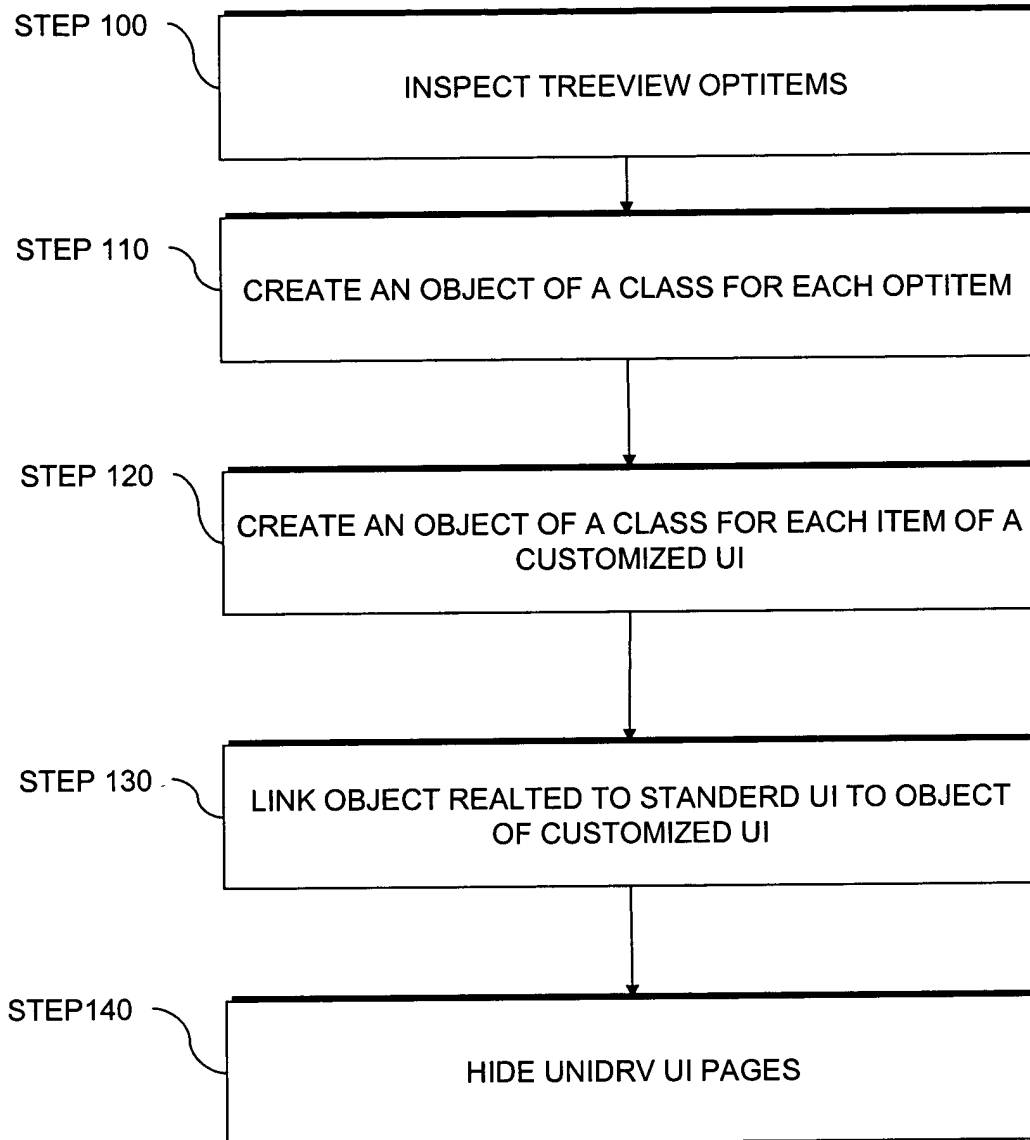 STEP 100
INSPECT TREEVIEW OPTITEMS
STEP 110
CREATE AN OBJECT OF A CLASS FOR EACH OPTITEM
STEP 120
CREATE AN OBJECT OF A CLASS FOR EACH ITEM OF A
CUSTOMIZED UI
STEP 130
LINK OBJECT REALTED TO STANDERD UI TO OBJECT
OF CUSTOMIZED UI
STEP140
HIDE UNIDRV UI PAGES